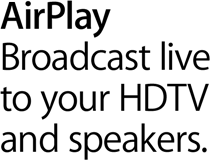 AirPlay
Broadcast live
to your HDTV
and speakers.